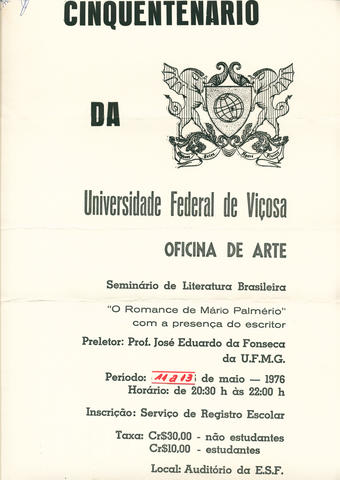 CINQUENTENÁRIO
DA
Universidade Federal de Viçosa
OFICINA DE ARTE
Seminário de Literatura Brasileira
"O Romance de Mário Palmério"
com a presença do escritor
Preletor: Prof. José Eduardo da Fonseca
da U.F.M.G.
Período: 11 a 13 de maio — 1976
Horário: de 20:30 h às 22:00 h
Inscrição: Serviço de Registro Escolar
Taxa: Cr$30,00 - não estudantes
Cr$10,00 - estudantes
Local: Auditório da E.S.F.